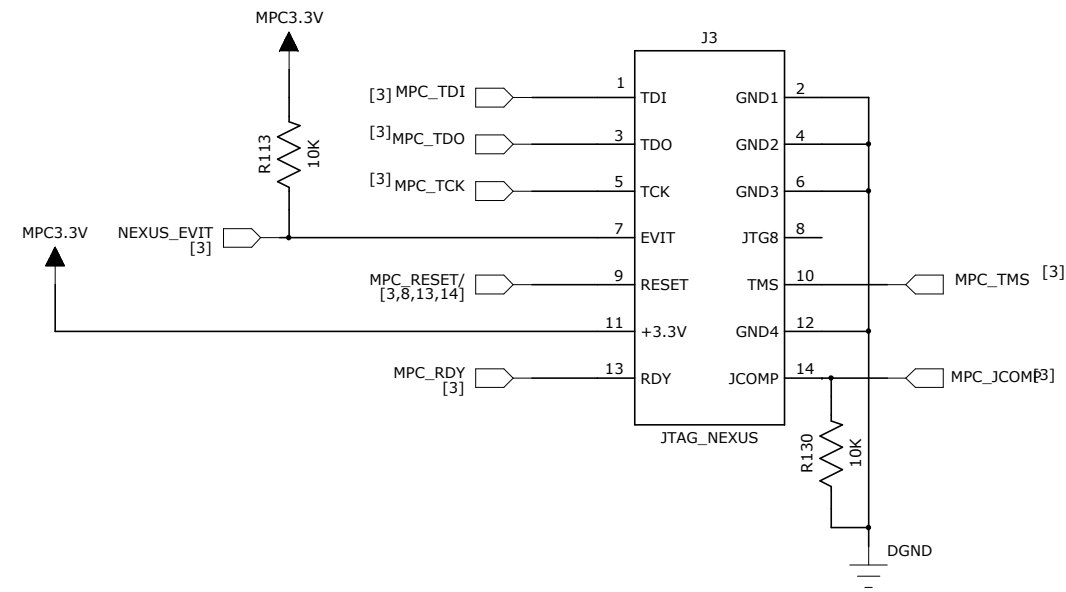 MPC3.3V
J3
[3] MPC_TDI
1
TDI
GND1
2
R113
10K
[3] MPC_TDO
3
TDO
GND2
4
[3] MPC_TCK
5
TCK
GND3
6
MPC3.3V
NEXUS_EVIT
[3]
7
EVIT
JTG8
8
MPC_RESET/
[3,8,13,14]
9
RESET
TMS
10
MPC_TMS [3]
11
+3.3V
GND4
12
MPC_RDY
[3]
13
RDY
JCOMP
14
MPC_JCOMP [3]
JTAG_NEXUS
R130
10K
DGND